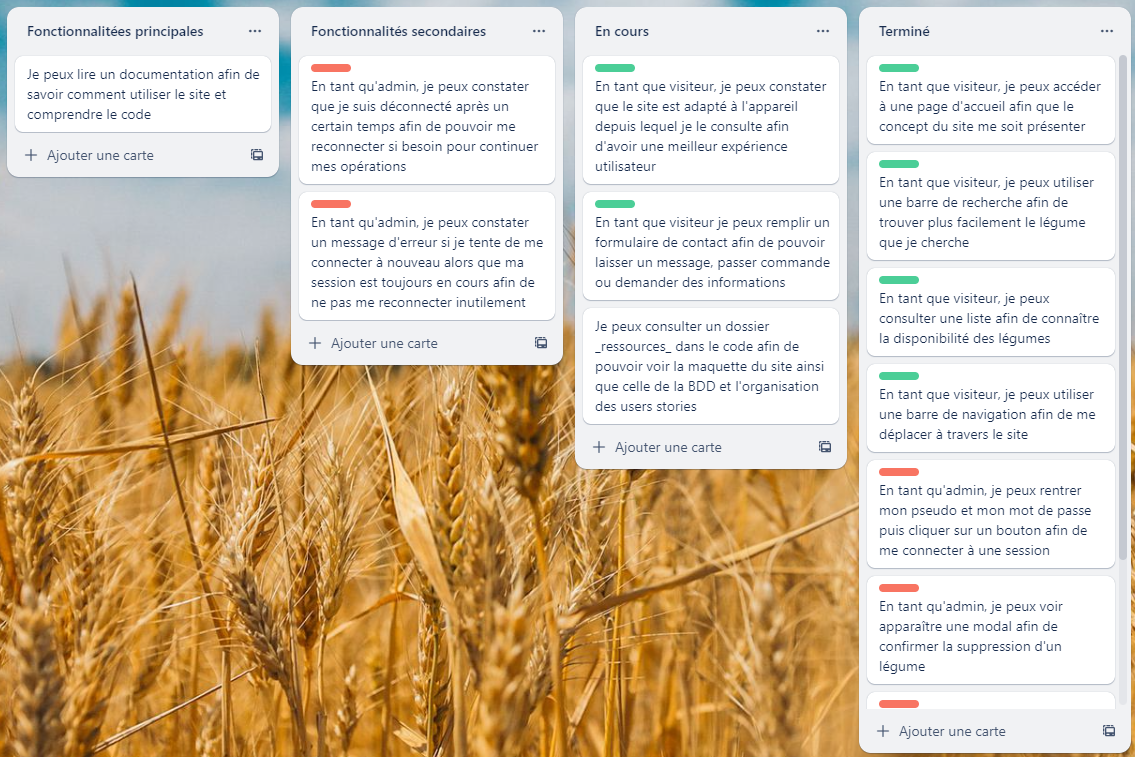 Fonctionnalitées principales
Je peux lire un documentation afin de
savoir comment utiliser le site et
comprendre le code
Ajouter une carte
Fonctionnalités secondaires
En tant qu'admin, je peux constater
que je suis déconnecté après un
certain temps afin de pouvoir me
reconnecter si besoin pour continuer
mes opérations
En tant qu'admin, je peux constater
un message d'erreur si je tente de me
connecter à nouveau alors que ma
session est toujours en cours afin de
ne pas me reconnecter inutilement
Ajouter une carte
En cours
En tant que visiteur, je peux constater
que le site est adapté à l'appareil
depuis lequel je le consulte afin
d'avoir une meilleur expérience
utilisateur
En tant que visiteur je peux remplir un
formulaire de contact afin de pouvoir
laisser un message, passer commande
ou demander des informations
Je peux consulter un dossier
_ressources_ dans le code afin de
pouvoir voir la maquette du site ainsi
que celle de la BDD et l'organisation
des users stories
Ajouter une carte
Terminé
En tant que visiteur, je peux accéder
à une page d'accueil afin que le
concept du site me soit présenter
En tant que visiteur, je peux utiliser
une barre de recherche afin de
trouver plus facilement le légume
que je cherche
En tant que visiteur, je peux
consulter une liste afin de connaître
la disponibilité des légumes
En tant que visiteur, je peux utiliser
une barre de navigation afin de me
déplacer à travers le site
En tant qu'admin, je peux rentrer
mon pseudo et mon mot de passe
puis cliquer sur un bouton afin de
me connecter à une session
En tant qu'admin, je peux voir
apparaître une modal afin de
confirmer la suppression d'un
légume
Ajouter une carte